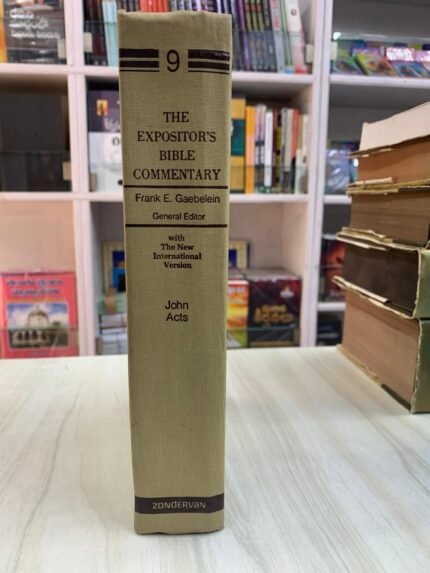 9
THE
EXPOSITOR'S
BIBLE
COMMENTARY
Frank E. Gaebelein
General Editor
with
The New
International
Version
John
Acts
ZONDERVAN